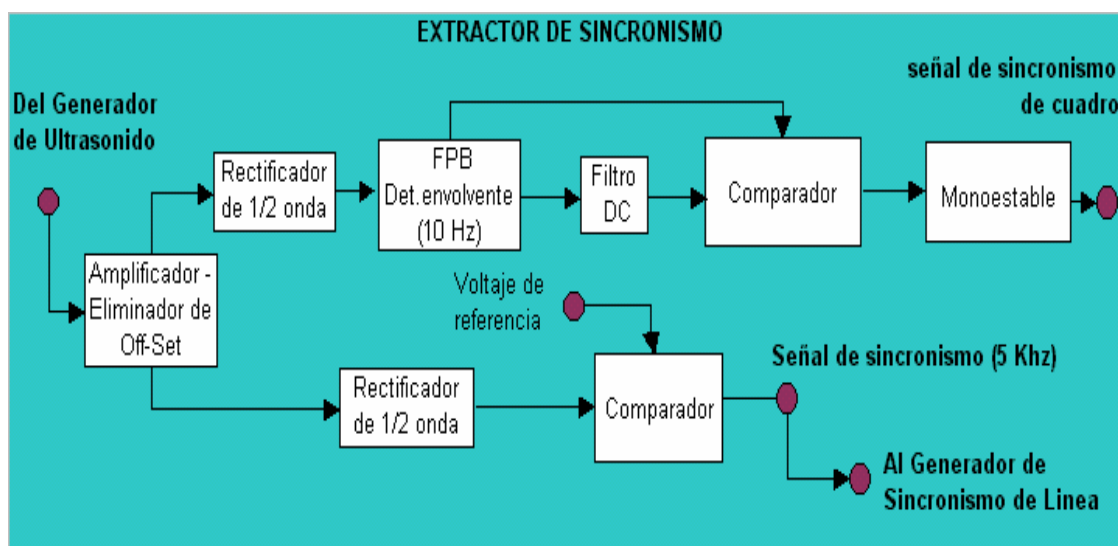 EXTRACTOR DE SINCRONISMO
señal de sincronismo
de cuadro
Del Generador
de Ultrasonido
Rectificador
de 1/2 onda
FPB
Det.envolvente
(10 Hz)
Filtro
DC
Comparador
Monoestable
Amplificador -
Eliminador de
Off-Set
Voltaje de
referencia
Rectificador
de 1/2 onda
Comparador
Señal de sincronismo (5 Khz)
Al Generador de
Sincronismo de Linea